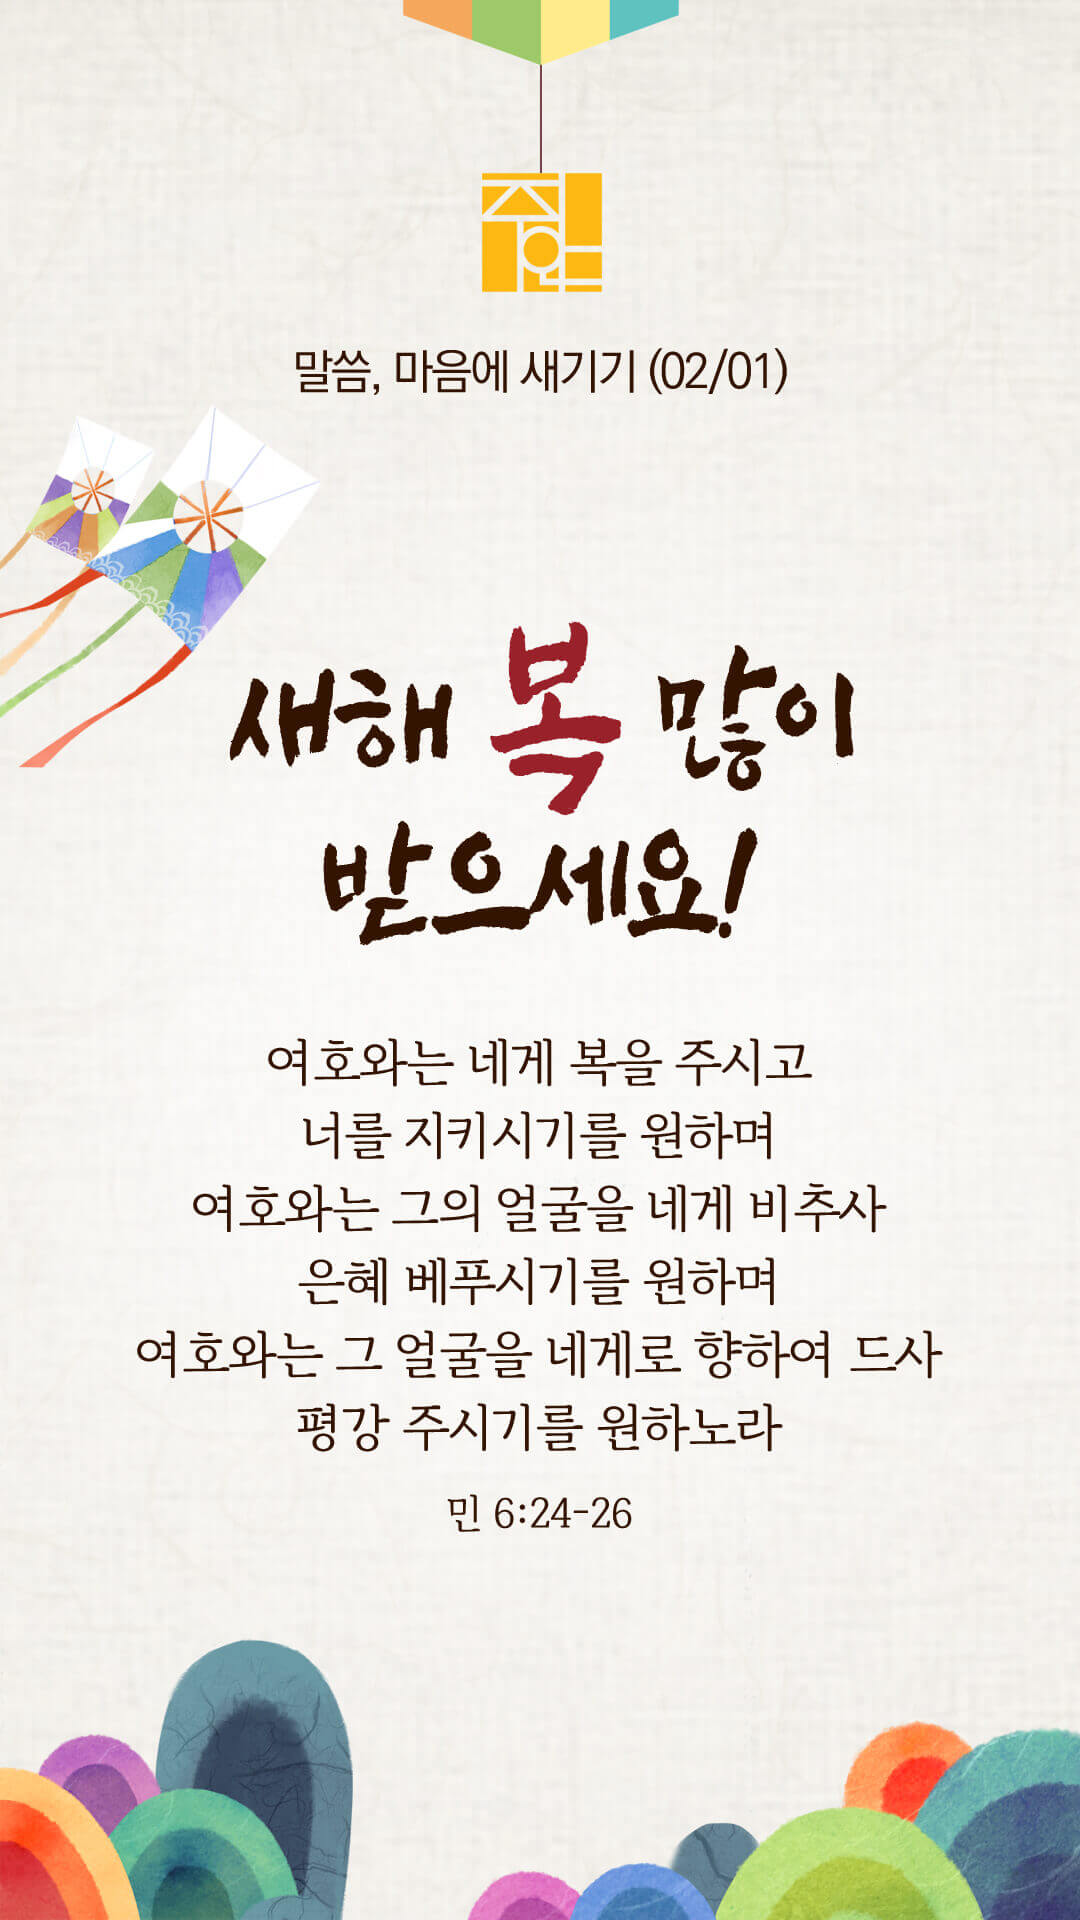 말씀, 마음에 새기기 (02/01)
새해 복 많이
받으세요!
여호와는 네게 복을 주시고
너를 지키시기를 원하며
여호와는 그의 얼굴을 네게 비추사
은혜 베푸시기를 원하며
여호와는 그 얼굴을 네게로 향하여 드사
평강 주시기를 원하노라
민 6:24-26